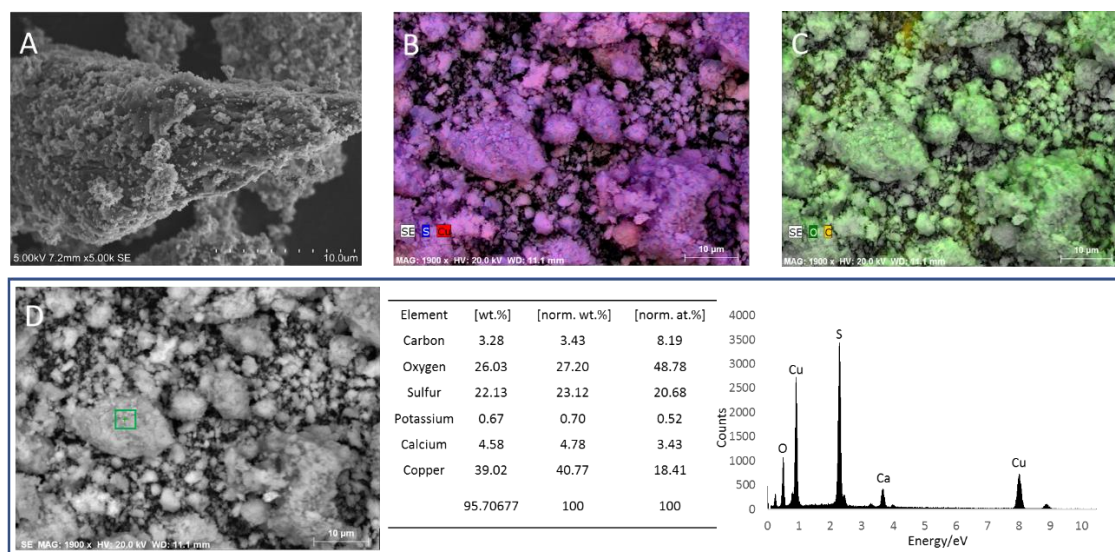 A
5.00kV 7.2mm x5.00k SE
10.0um
B
SE S Cu
10 µm
MAG: 1900 x HV: 20.0 kV WD: 11.1 mm
C
SE O C
10 µm
MAG: 1900 x HV: 20.0 kV WD: 11.1 mm
D
10 µm
SE MAG: 1900 x HV: 20.0 kV WD: 11.1 mm
Element [wt.%] [norm. wt.%] [norm. at.%]
Carbon 3.28 3.43 8.19
Oxygen 26.03 27.20 48.78
Sulfur 22.13 23.12 20.68
Potassium 0.67 0.70 0.52
Calcium 4.58 4.78 3.43
Copper 39.02 40.77 18.41
95.70677 100 100
4000
3500
3000
2500
2000
1500
1000
500
0
Counts
O
Cu
S
Ca
Cu
0 1 2 3 4 5 6 7 8 9 10
Energy/eV